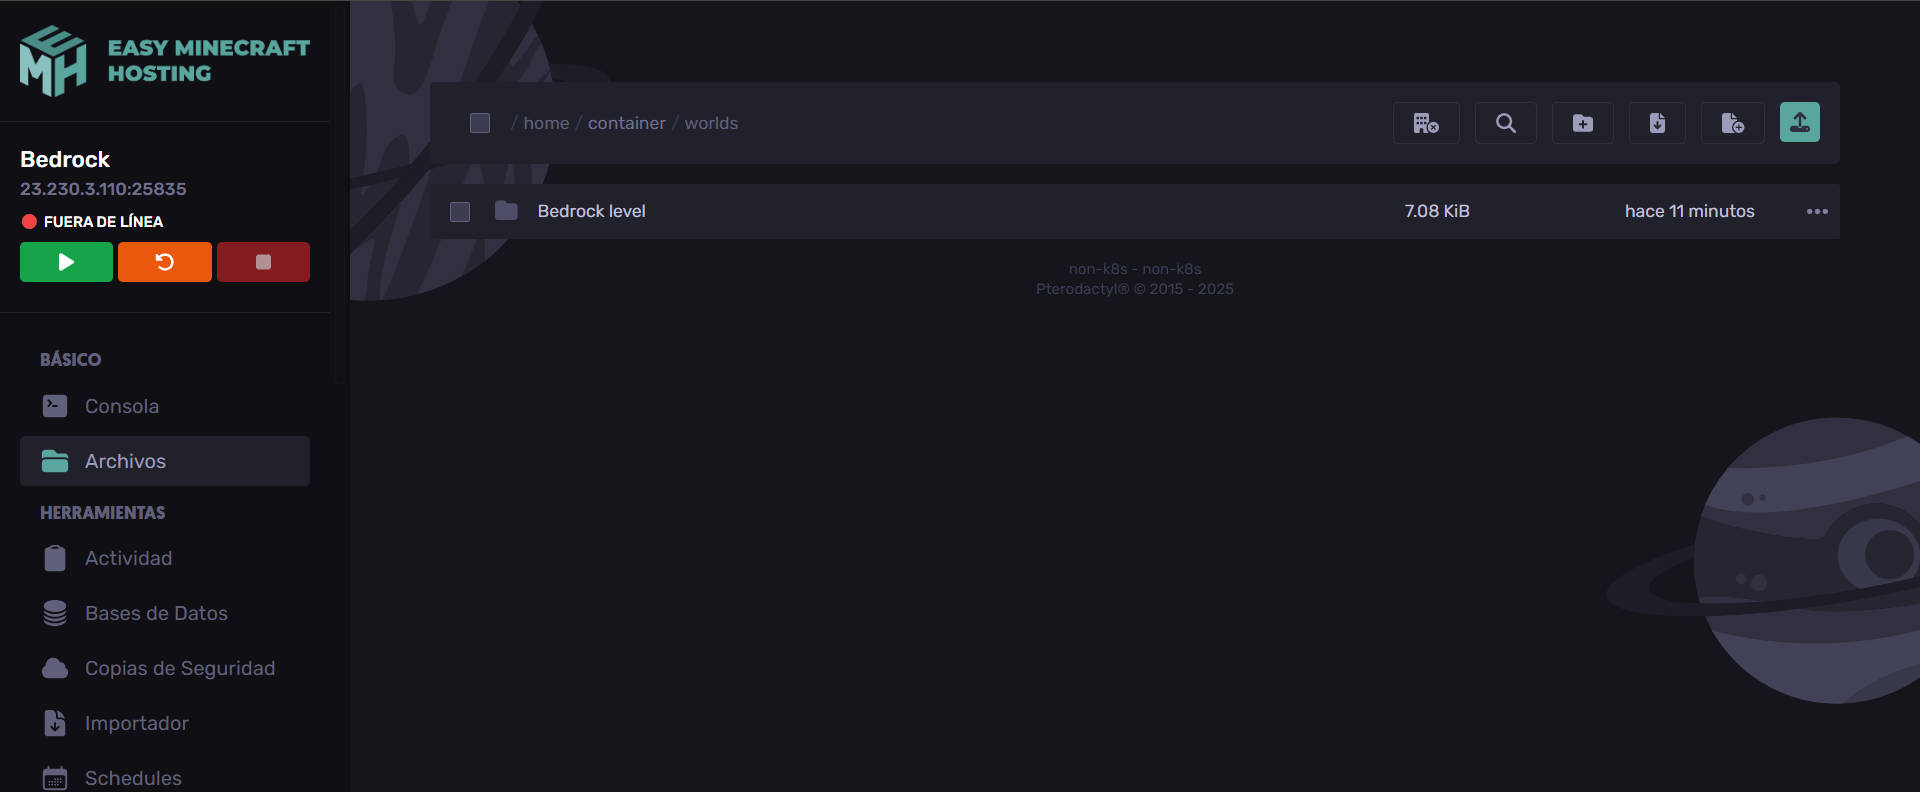 EASY MINECRAFT
HOSTING
Bedrock
23.230.3.110:25835
FUERA DE LÍNEA
BÁSICO
Consola
Archivos
HERRAMIENTAS
Actividad
Bases de Datos
Copias de Seguridad
Importador
Schedules
/ home / container / worlds
Bedrock level 7.08 KiB hace 11 minutos
non-k8s - non-k8s
Pterodactyl® © 2015 - 2025